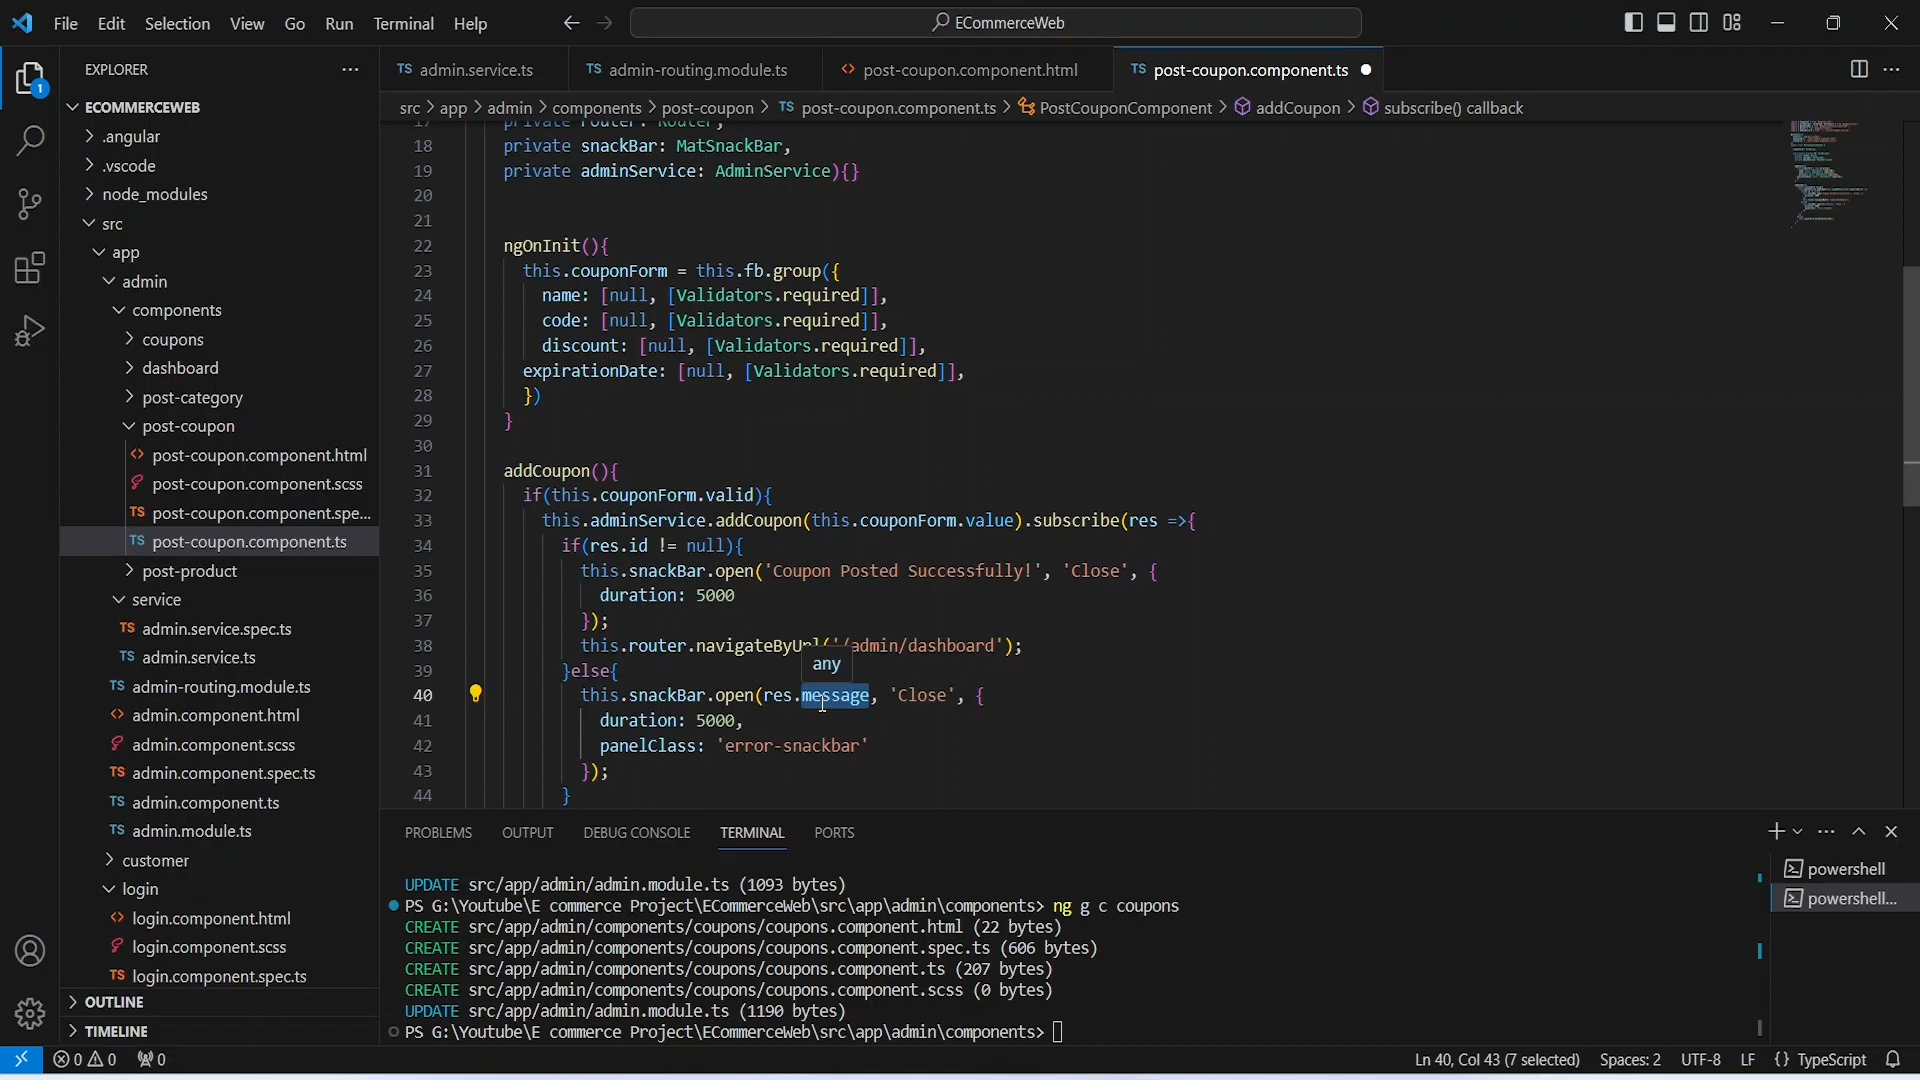 File Edit Selection View Go Run Terminal Help
ECommerceWeb
EXPLORER
ECOMMERCEWEB
.angular
.vscode
node_modules
src
app
admin
components
coupons
dashboard
post-category
post-coupon
post-coupon.component.html
post-coupon.component.scss
post-coupon.component.spe...
post-coupon.component.ts
post-product
service
admin.service.spec.ts
admin.service.ts
admin-routing.module.ts
admin.component.html
admin.component.scss
admin.component.spec.ts
admin.component.ts
admin.module.ts
customer
login
login.component.html
login.component.scss
login.component.spec.ts
OUTLINE
TIMELINE
TS admin.service.ts TS admin-routing.module.ts <> post-coupon.component.html TS post-coupon.component.ts
src > app > admin > components > post-coupon > TS post-coupon.component.ts > PostCouponComponent > addCoupon > subscribe() callback
17 private router: Router,
18 private snackBar: MatSnackBar,
19 private adminService: AdminService){}
20
21
22 ngOnInit(){
23 this.couponForm = this.fb.group({
24 name: [null, [Validators.required]],
25 code: [null, [Validators.required]],
26 discount: [null, [Validators.required]],
27 expirationDate: [null, [Validators.required]],
28 })
29 }
30
31 addCoupon(){
32 if(this.couponForm.valid){
33 this.adminService.addCoupon(this.couponForm.value).subscribe(res =>{
34 if(res.id != null){
35 this.snackBar.open('Coupon Posted Successfully!', 'Close', {
36 duration: 5000
37 });
38 this.router.navigateByUrl('/admin/dashboard');
any
39 }else{
40 this.snackBar.open(res.message, 'Close', {
41 duration: 5000,
42 panelClass: 'error-snackbar'
43 });
44 }
PROBLEMS OUTPUT DEBUG CONSOLE TERMINAL PORTS
UPDATE src/app/admin/admin.module.ts (1093 bytes)
PS G:\Youtube\E commerce Project\ECommerceWeb\src\app\admin\components> ng g c coupons
CREATE src/app/admin/components/coupons/coupons.component.html (22 bytes)
CREATE src/app/admin/components/coupons/coupons.component.spec.ts (606 bytes)
CREATE src/app/admin/components/coupons/coupons.component.ts (207 bytes)
CREATE src/app/admin/components/coupons/coupons.component.scss (0 bytes)
UPDATE src/app/admin/admin.module.ts (1190 bytes)
PS G:\Youtube\E commerce Project\ECommerceWeb\src\app\admin\components>
powershell
powershell...
0 0 0 Ln 40, Col 43 (7 selected) Spaces: 2 UTF-8 LF {} TypeScript